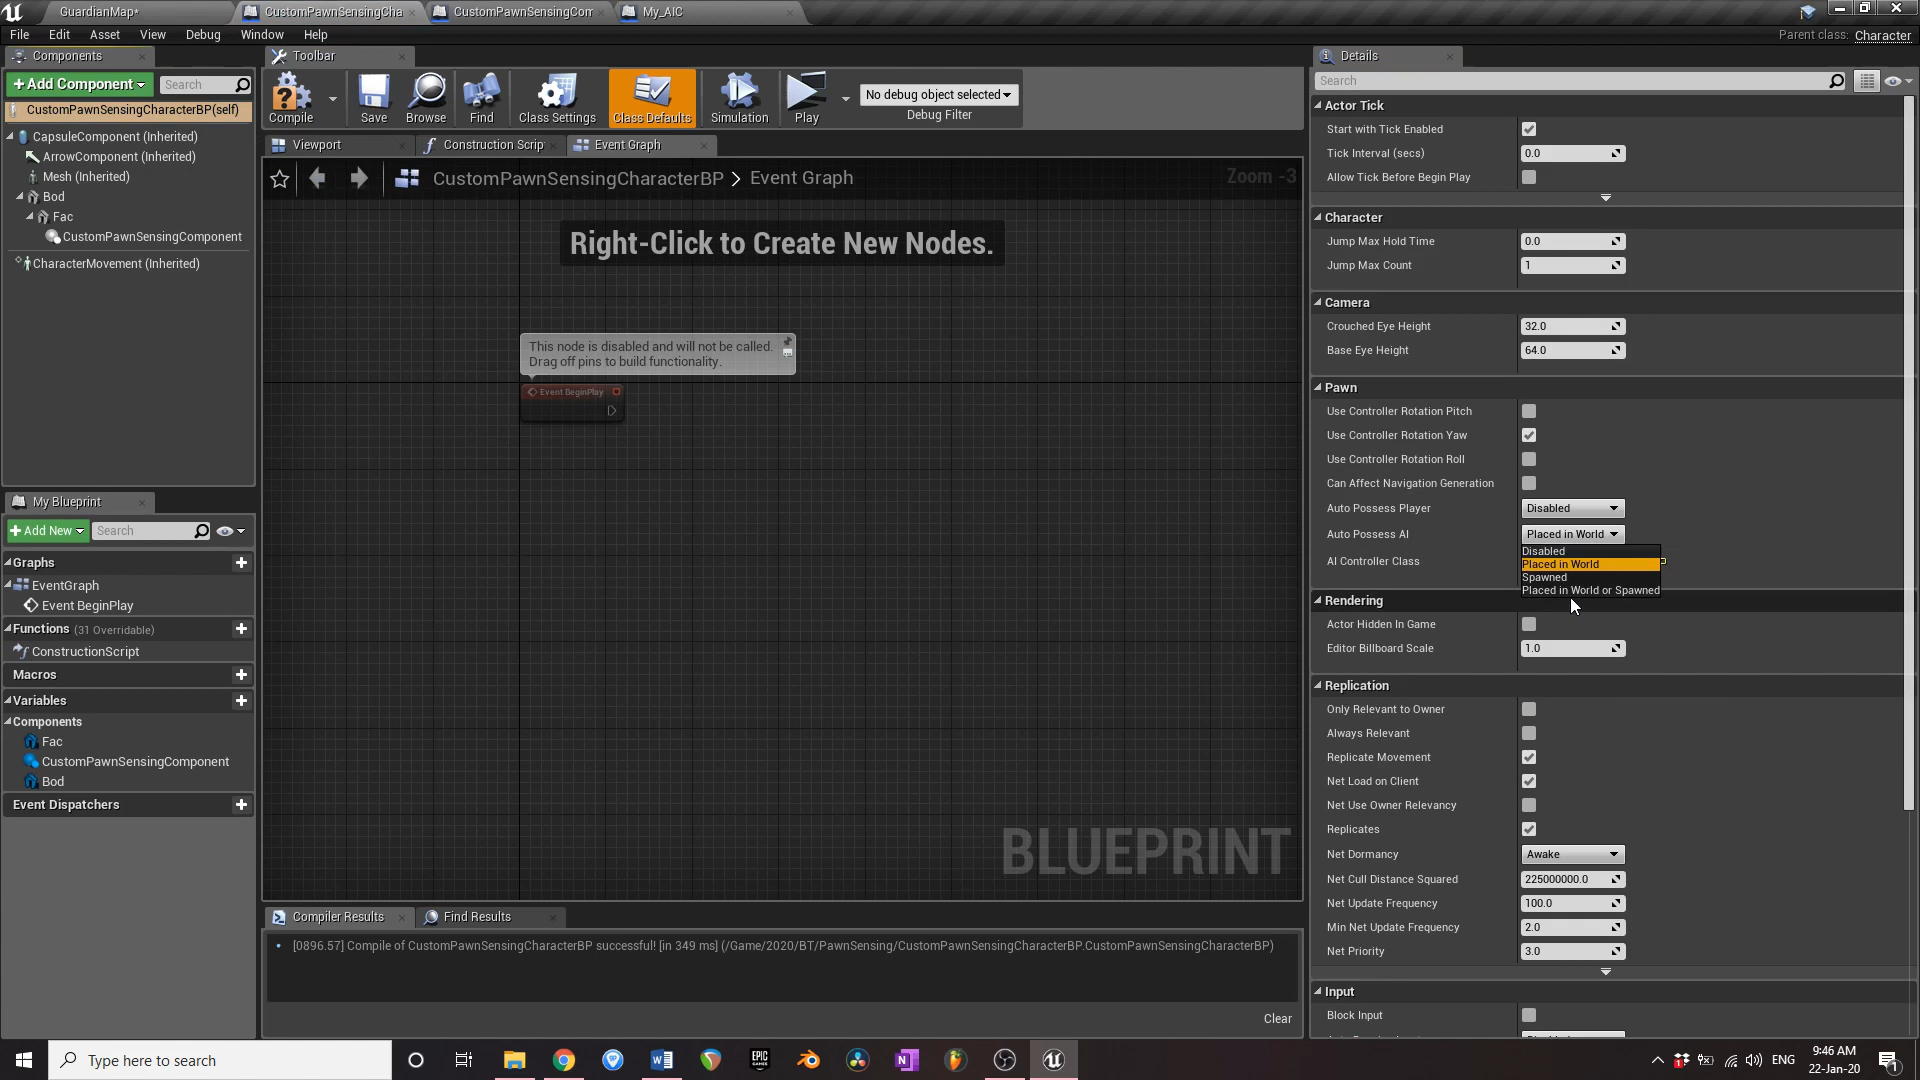 GuardianMap*
CustomPawnSensingCha
CustomPawnSensingCom
My_AIC
File Edit Asset View Debug Window Help
Parent class: Character
Components
Toolbar
Details
+Add Component
Search
CustomPawnSensingCharacterBP(self)
CapsuleComponent (Inherited)
ArrowComponent (Inherited)
Mesh (Inherited)
Bod
Fac
CustomPawnSensingComponent
CharacterMovement (Inherited)
Compile
Save
Browse
Find
Class Settings
Class Defaults
Simulation
Play
No debug object selected
Debug Filter
Viewport
Construction Scrip
Event Graph
CustomPawnSensingCharacterBP > Event Graph
Zoom -3
Right-Click to Create New Nodes.
This node is disabled and will not be called.
Drag off pins to build functionality.
Event BeginPlay
BLUEPRINT
My Blueprint
+Add New
Search
Graphs
EventGraph
Event BeginPlay
Functions (31 Overridable)
ConstructionScript
Macros
Variables
Components
Fac
CustomPawnSensingComponent
Bod
Event Dispatchers
Compiler Results
Find Results
[0896.57] Compile of CustomPawnSensingCharacterBP successful! [in 349 ms] (/Game/2020/BT/PawnSensing/CustomPawnSensingCharacterBP.CustomPawnSensingCharacterBP)
Clear
Search
Actor Tick
Start with Tick Enabled
Tick Interval (secs) 0.0
Allow Tick Before Begin Play
Character
Jump Max Hold Time 0.0
Jump Max Count 1
Camera
Crouched Eye Height 32.0
Base Eye Height 64.0
Pawn
Use Controller Rotation Pitch
Use Controller Rotation Yaw
Use Controller Rotation Roll
Can Affect Navigation Generation
Auto Possess Player Disabled
Auto Possess AI Placed in World
Disabled
AI Controller Class
Placed in World
Spawned
Placed in World or Spawned
Rendering
Actor Hidden In Game
Editor Billboard Scale 1.0
Replication
Only Relevant to Owner
Always Relevant
Replicate Movement
Net Load on Client
Net Use Owner Relevancy
Replicates
Net Dormancy Awake
Net Cull Distance Squared 225000000.0
Net Update Frequency 100.0
Min Net Update Frequency 2.0
Net Priority 3.0
Input
Block Input
Type here to search
EPIC GAMES
ENG
9:46 AM
22-Jan-20
1